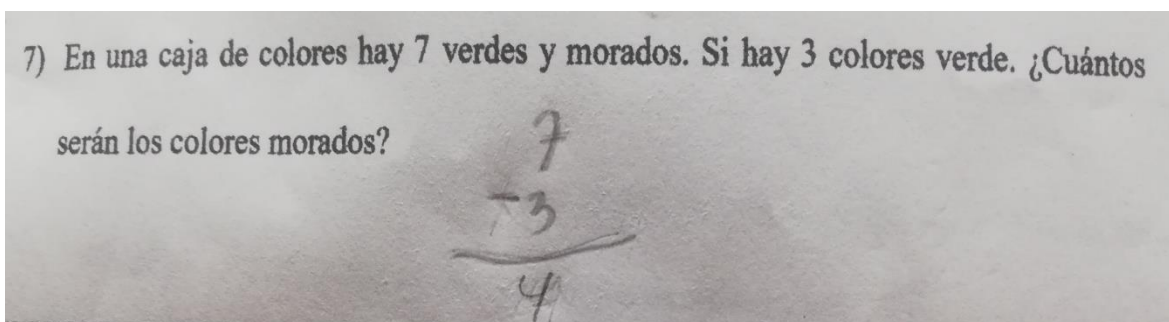 7) En una caja de colores hay 7 verdes y morados. Si hay 3 colores verde. ¿Cuántos
serán los colores morados?
7
-3
4